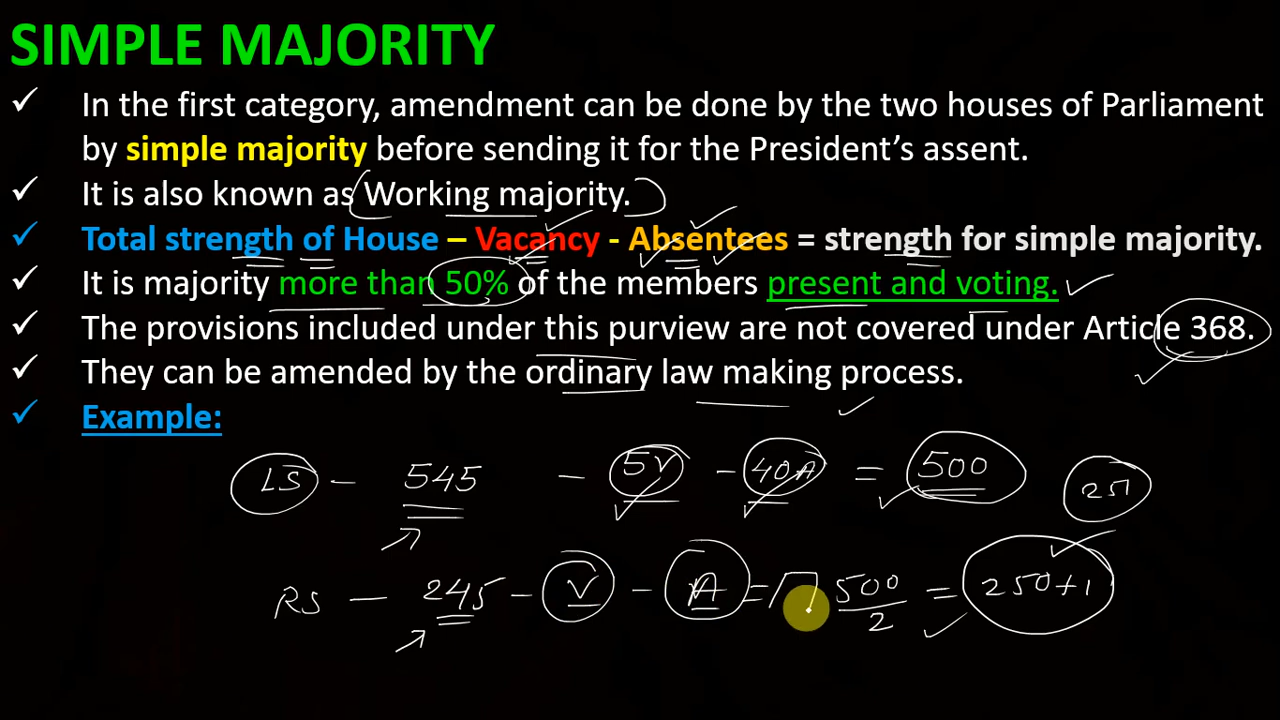 SIMPLE MAJORITY
✓ In the first category, amendment can be done by the two houses of Parliament
by simple majority before sending it for the President's assent.
✓ It is also known as Working majority.
✓ Total strength of House – Vacancy - Absentees = strength for simple majority.
✓ It is majority more than 50% of the members present and voting.
✓ The provisions included under this purview are not covered under Article 368.
✓ They can be amended by the ordinary law making process.
✓ Example:
LS - 545 - 5V - 40A = 500 251
RS - 245 - V - A = 500/2 = 250+1